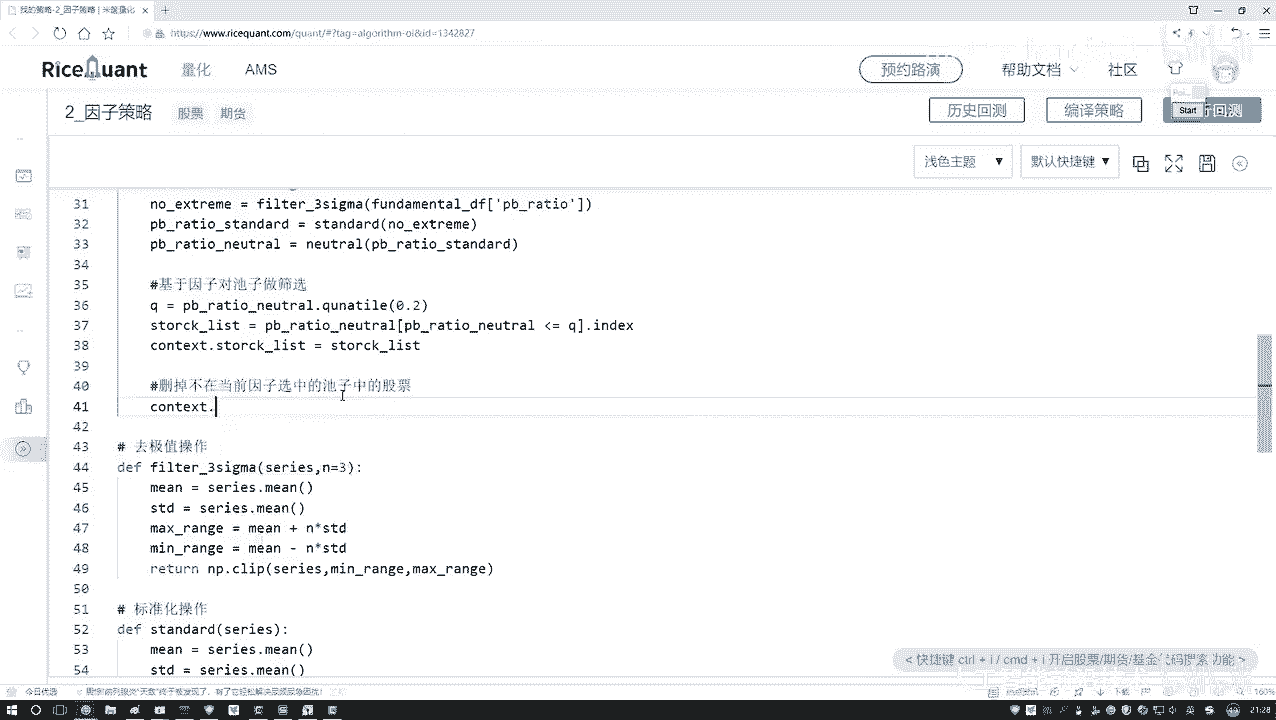 我的策略-2_因子策略 | 米筐量化
https://www.ricequant.com/quant/#?tag=algorithm-oi&id=1342827
RiceQuant 量化 AMS 预约路演 帮助文档 社区
2_因子策略 股票 期货 历史回测 编译策略 回测
Start
浅色主题 默认快捷键
31 no_extreme = filter_3sigma(fundamental_df['pb_ratio'])
32 pb_ratio_standard = standard(no_extreme)
33 pb_ratio_neutral = neutral(pb_ratio_standard)
34
35 #基于因子对池子做筛选
36 q = pb_ratio_neutral.qunatile(0.2)
37 storck_list = pb_ratio_neutral[pb_ratio_neutral <= q].index
38 context.storck_list = storck_list
39
40 #删掉不在当前因子选中的池子中的股票
41 context.
42
43 # 去极值操作
44 def filter_3sigma(series,n=3):
45 mean = series.mean()
46 std = series.mean()
47 max_range = mean + n*std
48 min_range = mean - n*std
49 return np.clip(series,min_range,max_range)
50
51 # 标准化操作
52 def standard(series):
53 mean = series.mean()
54 std = series.mean()
< 快捷键 ctrl + i / cmd + i 开启股票/期货/基金代码搜索 功能 >
今日优选
100%
21:28